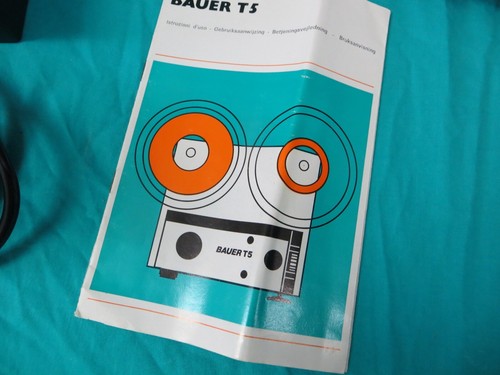 BAUER T5
Istruzioni d'uso · Gebruiksaanwijzing · Betjeningsvejledning · Bruksanvisning
BAUER T5